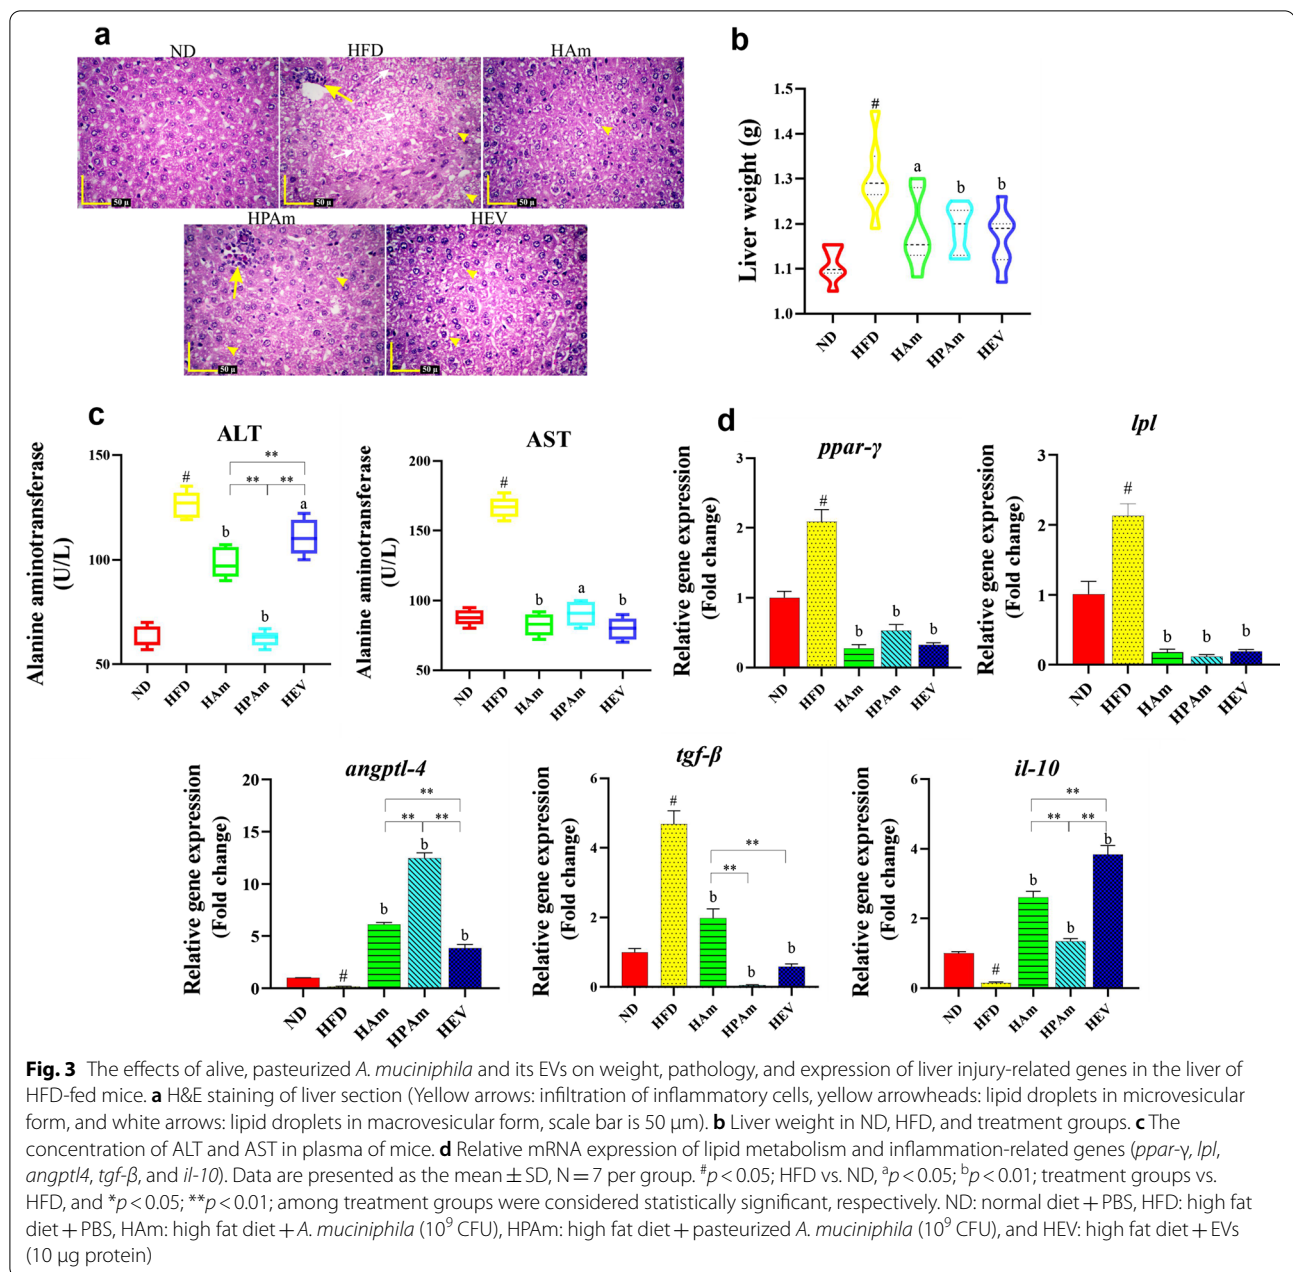 a
ND
HFD
HAm
50 µ
50 µ
50 µ
HPAm
HEV
50 µ
50 µ
b
Liver weight (g)
1.5
1.4
1.3
1.2
1.1
1.0
#
a
b
b
ND
HFD
HAm
HPAm
HEV
c
ALT
Alanine aminotransferase
(U/L)
150
100
50
#
b
b
a
**
**
**
ND
HFD
HAm
HPAm
HEV
AST
Alanine aminotransferase
(U/L)
200
150
100
50
#
b
a
b
ND
HFD
HAm
HPAm
HEV
d
ppar-γ
Relative gene expression
(Fold change)
3
2
1
0
#
b
b
b
ND
HFD
HAm
HPAm
HEV
lpl
Relative gene expression
(Fold change)
3
2
1
0
#
b
b
b
ND
HFD
HAm
HPAm
HEV
angptl-4
Relative gene expression
(Fold change)
20
15
10
5
0
#
b
b
b
**
**
**
ND
HFD
HAm
HPAm
HEV
tgf-β
Relative gene expression
(Fold change)
6
4
2
0
#
b
b
b
**
**
ND
HFD
HAm
HPAm
HEV
il-10
Relative gene expression
(Fold change)
6
4
2
0
#
b
b
b
**
**
**
ND
HFD
HAm
HPAm
HEV
Fig. 3 The effects of alive, pasteurized A. muciniphila and its EVs on weight, pathology, and expression of liver injury-related genes in the liver of
HFD-fed mice. a H&E staining of liver section (Yellow arrows: infiltration of inflammatory cells, yellow arrowheads: lipid droplets in microvesicular
form, and white arrows: lipid droplets in macrovesicular form, scale bar is 50 µm). b Liver weight in ND, HFD, and treatment groups. c The
concentration of ALT and AST in plasma of mice. d Relative mRNA expression of lipid metabolism and inflammation-related genes (ppar-γ, lpl,
angptl4, tgf-β, and il-10). Data are presented as the mean ± SD, N = 7 per group. #p < 0.05; HFD vs. ND, ap < 0.05; bp < 0.01; treatment groups vs.
HFD, and *p < 0.05; **p < 0.01; among treatment groups were considered statistically significant, respectively. ND: normal diet + PBS, HFD: high fat
diet + PBS, HAm: high fat diet + A. muciniphila (10⁹ CFU), HPAm: high fat diet + pasteurized A. muciniphila (10⁹ CFU), and HEV: high fat diet + EVs
(10 µg protein)